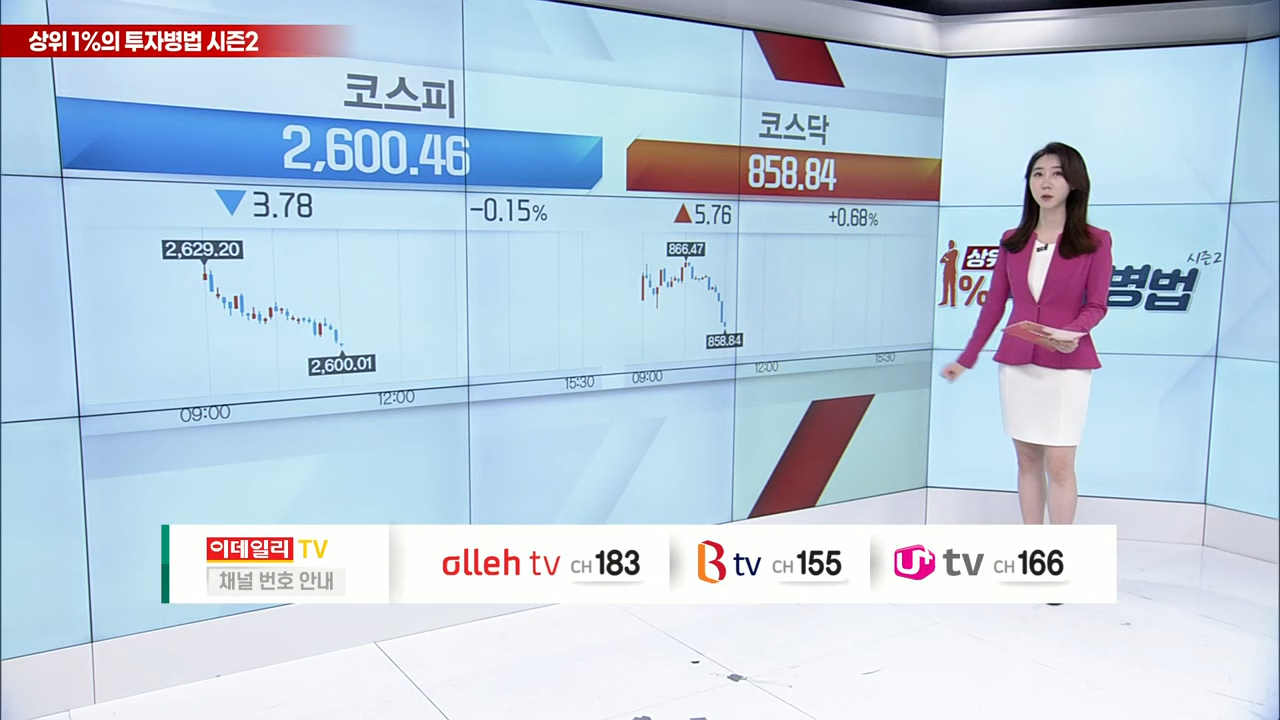 상위 1%의 투자병법 시즌2
코스피
2,600.46
▼ 3.78 -0.15%
2,629.20
2,600.01
09:00 12:00 15:30
코스닥
858.84
▲ 5.76 +0.68%
866.47
858.84
09:00 12:00 15:30
시즌2
상위
1% 병법
이데일리 TV
채널 번호 안내
olleh tv CH 183
B tv CH 155
U+ tv CH 166